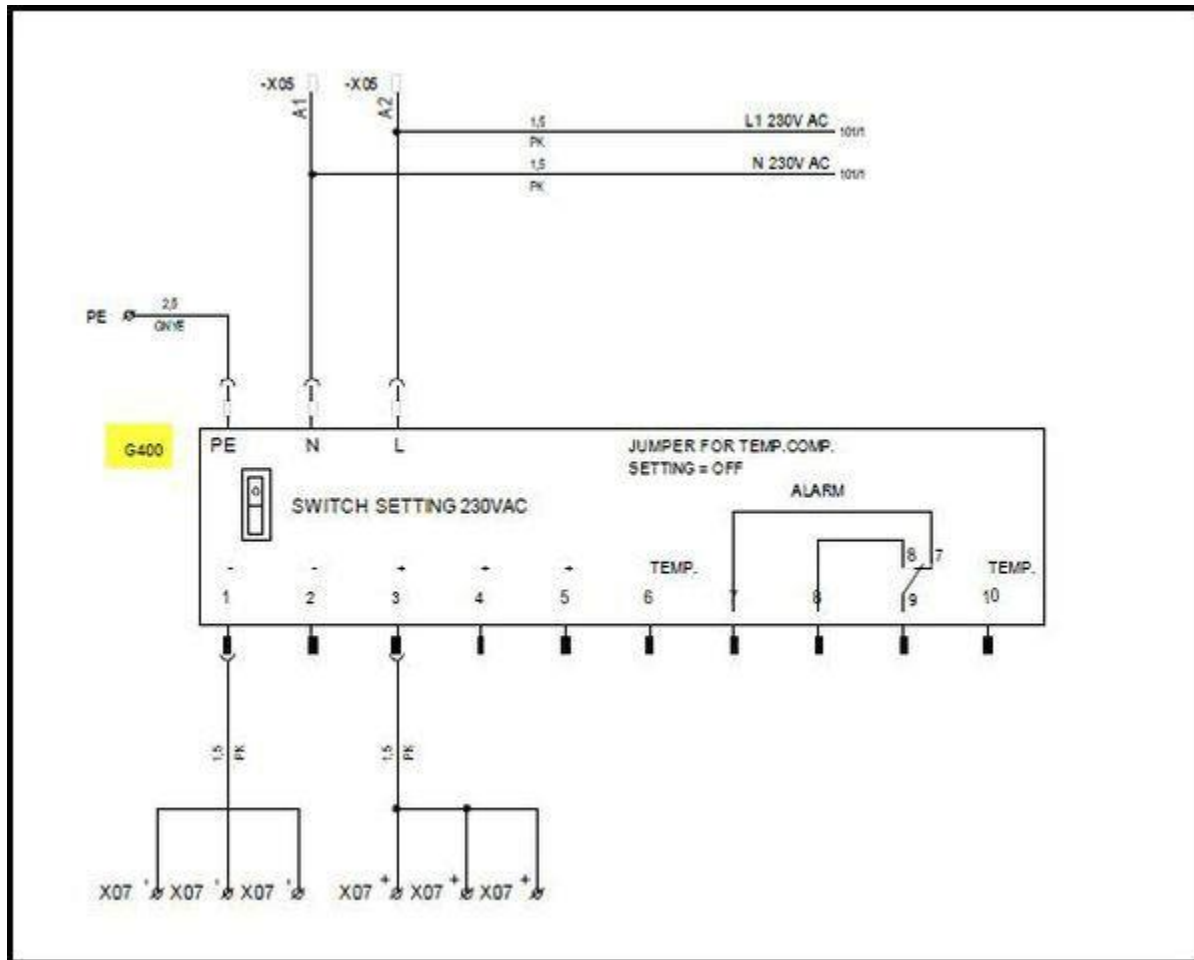 -X05 -X05
A1 A2
1,5 L1 230V AC 101/1
PK
1,5 N 230V AC 101/1
PK
PE 2,5
GNYE
G400
PE N L JUMPER FOR TEMP.COMP.
SETTING = OFF
SWITCH SETTING 230VAC ALARM
- - + + + TEMP. 8 7 TEMP.
1 2 3 4 5 6 7 8 9 10
1,5 PK 1,5 PK
X07 - X07 - X07 - X07 + X07 + X07 +